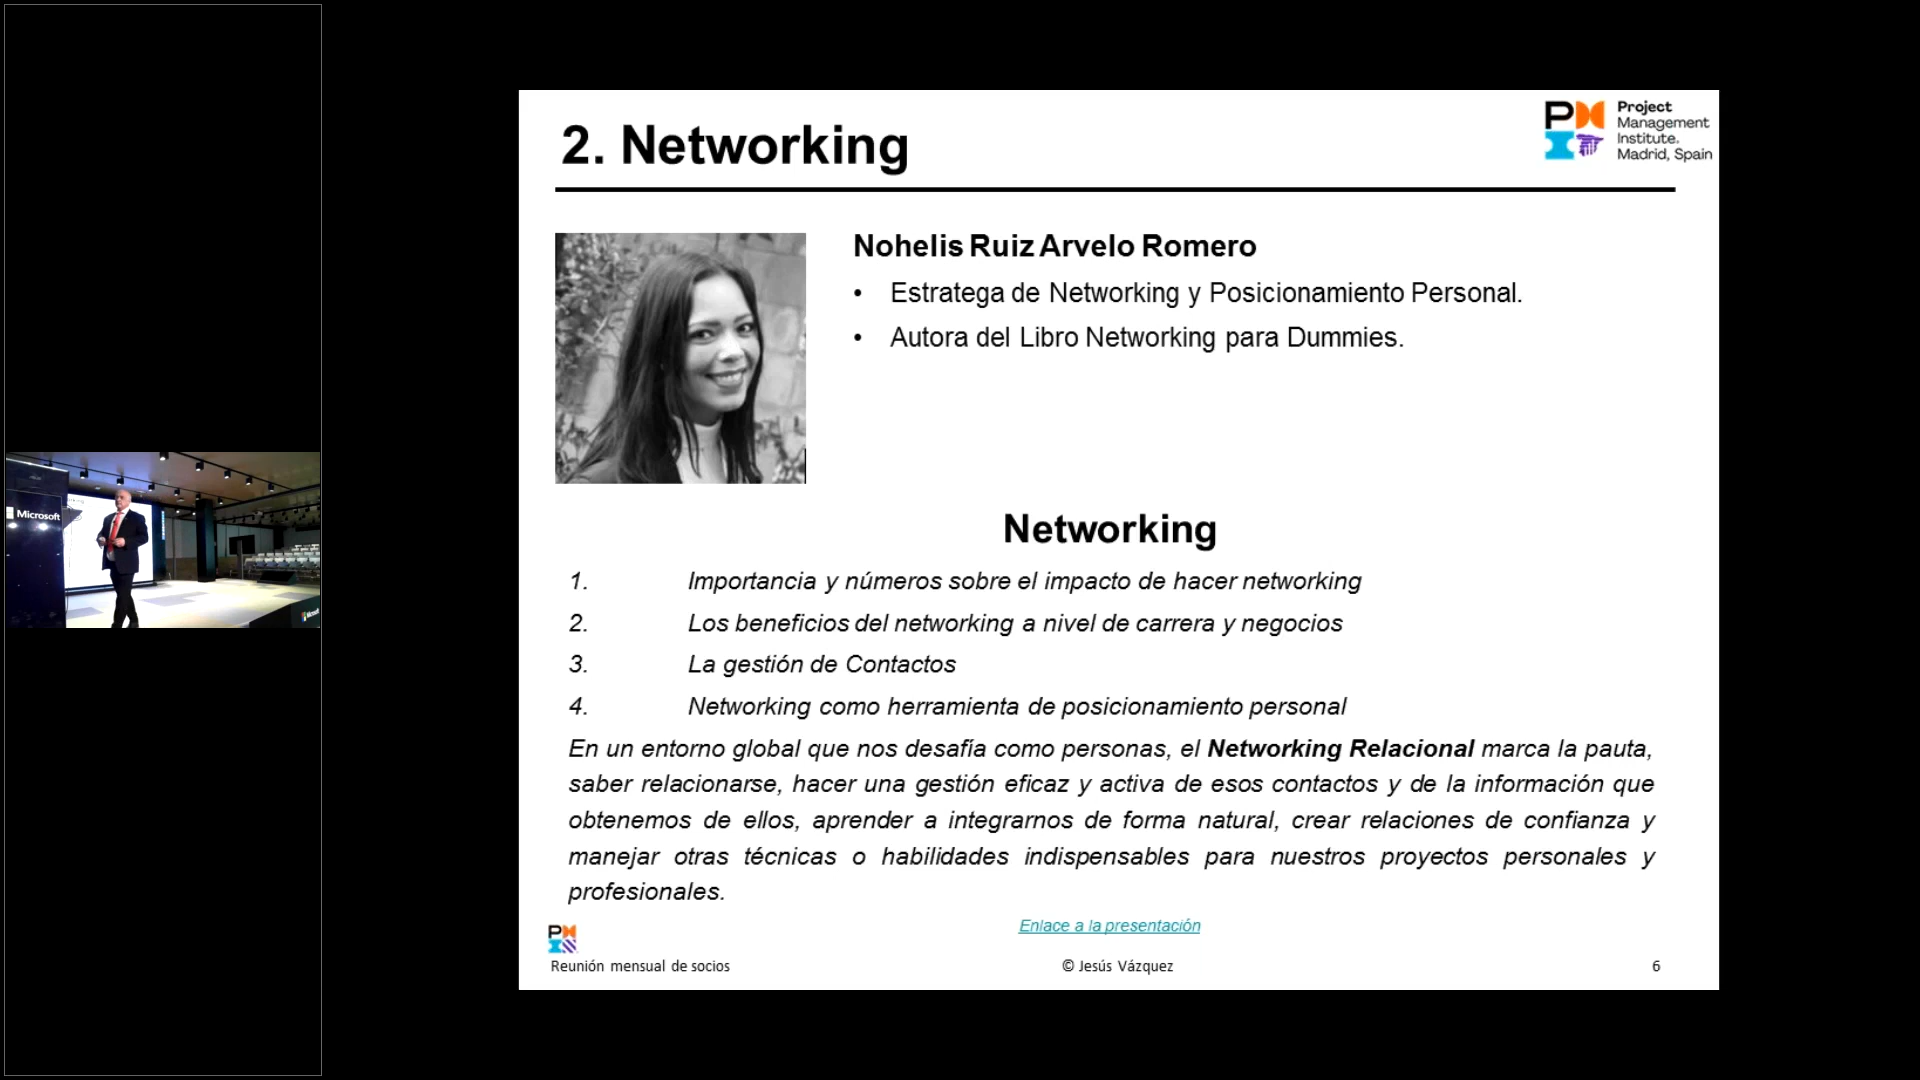 2. Networking
Project
Management
Institute.
Madrid, Spain
Nohelis Ruiz Arvelo Romero
• Estratega de Networking y Posicionamiento Personal.
• Autora del Libro Networking para Dummies.
Microsoft
Networking
1. Importancia y números sobre el impacto de hacer networking
2. Los beneficios del networking a nivel de carrera y negocios
3. La gestión de Contactos
4. Networking como herramienta de posicionamiento personal
En un entorno global que nos desafía como personas, el Networking Relacional marca la pauta,
saber relacionarse, hacer una gestión eficaz y activa de esos contactos y de la información que
obtenemos de ellos, aprender a integrarnos de forma natural, crear relaciones de confianza y
manejar otras técnicas o habilidades indispensables para nuestros proyectos personales y
profesionales.
Enlace a la presentación
Reunión mensual de socios
© Jesús Vázquez
6